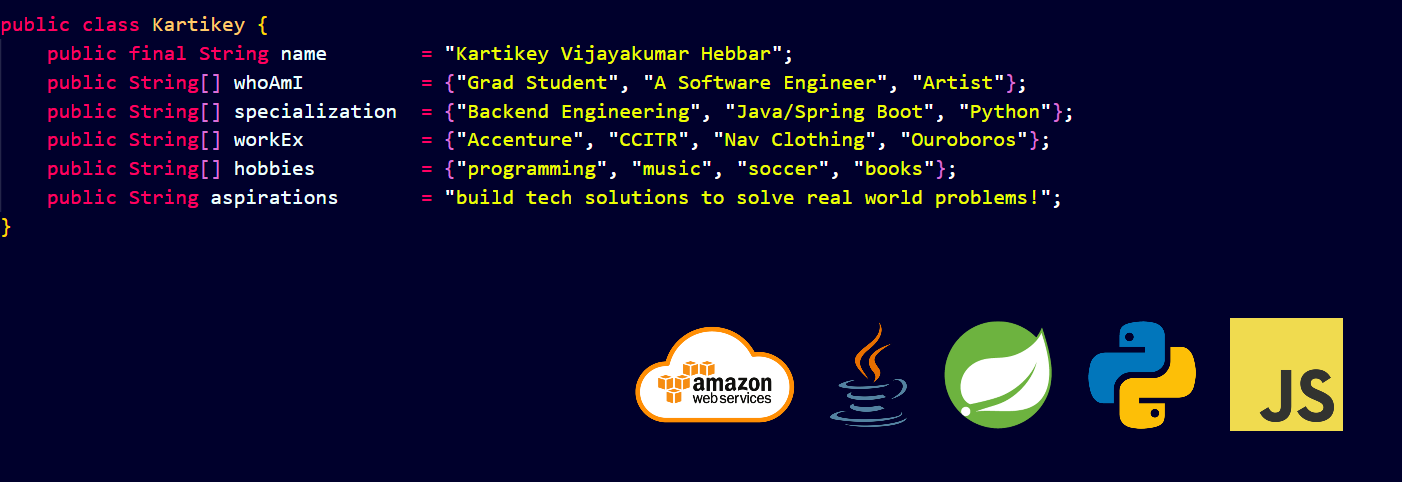 public class Kartikey {
    public final String name        = "Kartikey Vijayakumar Hebbar";
    public String[] whoAmI          = {"Grad Student", "A Software Engineer", "Artist"};
    public String[] specialization  = {"Backend Engineering", "Java/Spring Boot", "Python"};
    public String[] workEx          = {"Accenture", "CCITR", "Nav Clothing", "Ouroboros"};
    public String[] hobbies         = {"programming", "music", "soccer", "books"};
    public String aspirations       = "build tech solutions to solve real world problems!";
}
amazon
webservices
JS